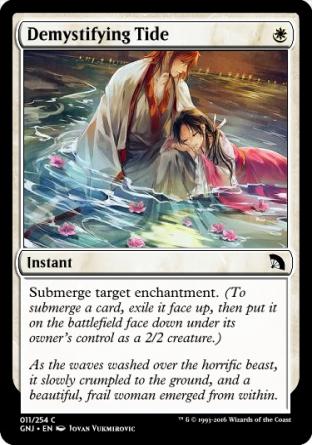 Demystifying Tide
Instant
Submerge target enchantment. (To
submerge a card, exile it face up, then put it
on the battlefield face down under its
owner's control as a 2/2 creature.)
As the waves washed over the horrific beast,
it slowly crumpled to the ground, and a
beautiful, frail woman emerged from within.
011/254 C
GNJ • EN Jovan Vukmirovic
™ & © 1993-2016 Wizards of the Coast